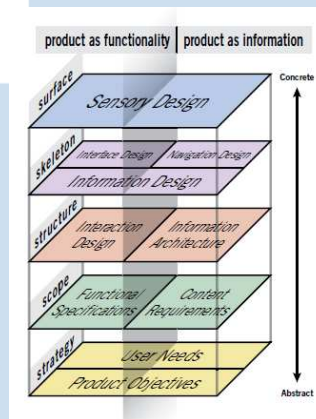 product as functionality | product as information
Concrete
surface
Sensory Design
skeleton
Interface Design Navigation Design
Information Design
structure
Interaction Information
Design Architecture
scope
Functional Content
Specifications Requirements
strategy
User Needs
Product Objectives
Abstract